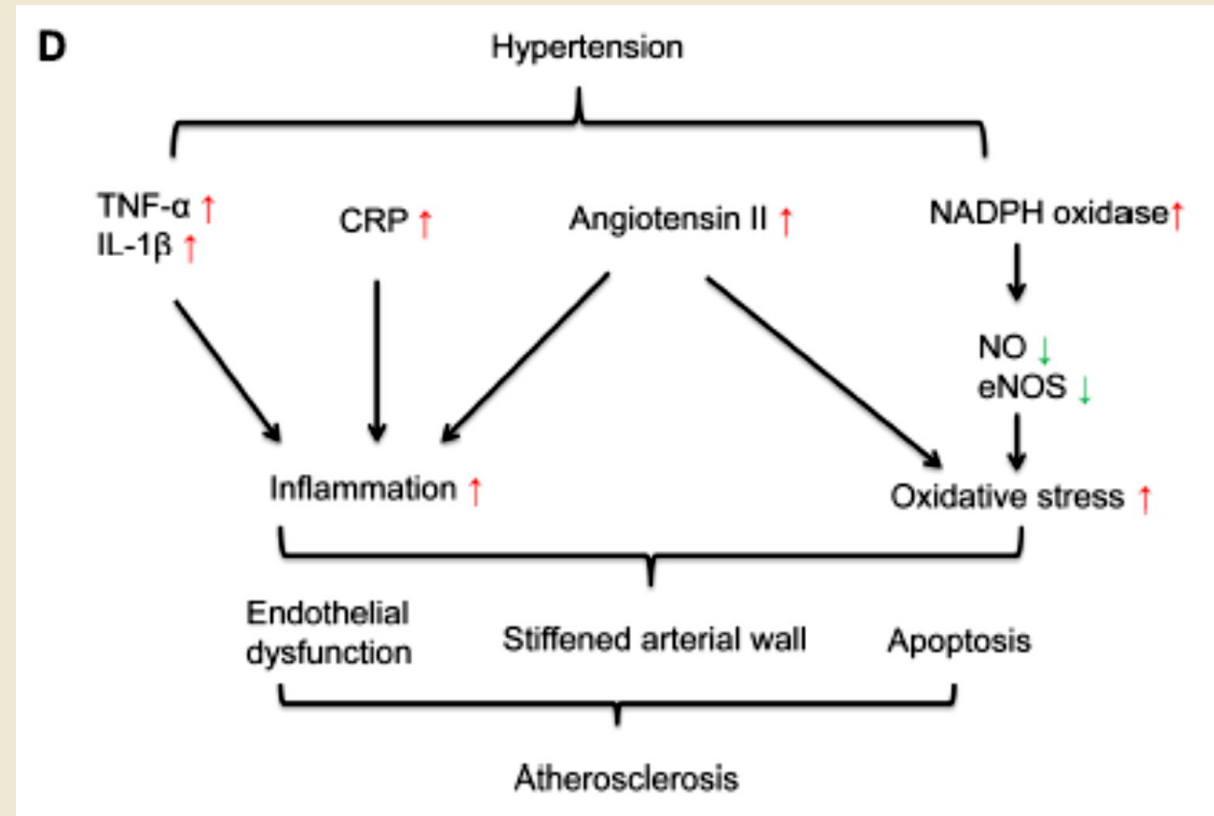 D
Hypertension
TNF-α ↑
IL-1β ↑
CRP ↑
Angiotensin II ↑
NADPH oxidase↑
NO ↓
eNOS ↓
Inflammation ↑
Oxidative stress ↑
Endothelial
dysfunction
Stiffened arterial wall
Apoptosis
Atherosclerosis